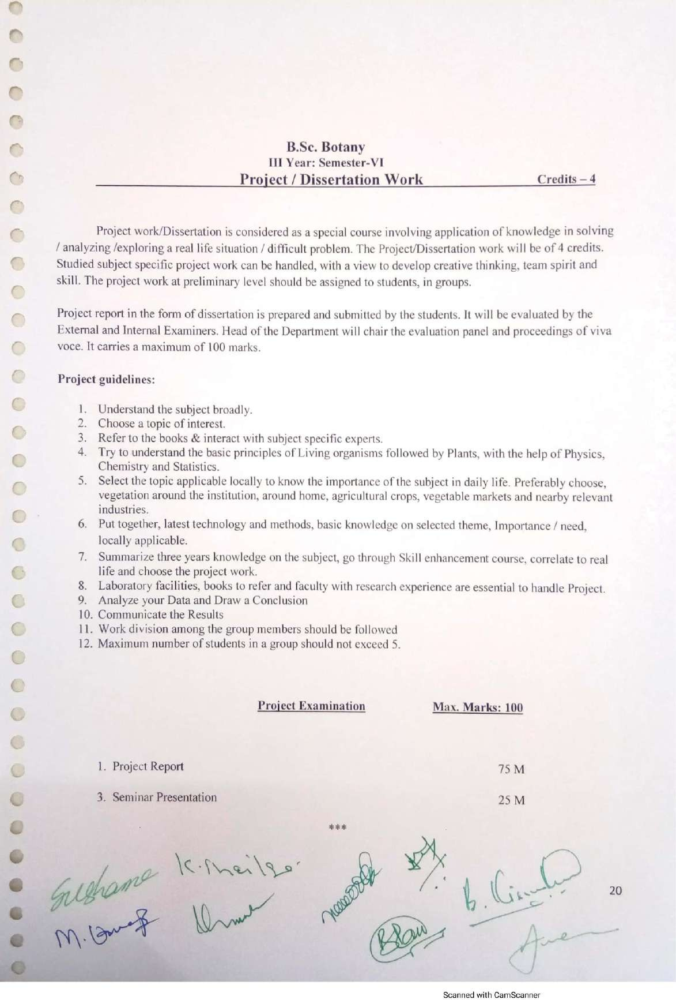 B.Sc. Botany
III Year: Semester-VI
Project / Dissertation Work Credits – 4
Project work/Dissertation is considered as a special course involving application of knowledge in solving
/ analyzing /exploring a real life situation / difficult problem. The Project/Dissertation work will be of 4 credits.
Studied subject specific project work can be handled, with a view to develop creative thinking, team spirit and
skill. The project work at preliminary level should be assigned to students, in groups.
Project report in the form of dissertation is prepared and submitted by the students. It will be evaluated by the
External and Internal Examiners. Head of the Department will chair the evaluation panel and proceedings of viva
voce. It carries a maximum of 100 marks.
Project guidelines:
1. Understand the subject broadly.
2. Choose a topic of interest.
3. Refer to the books & interact with subject specific experts.
4. Try to understand the basic principles of Living organisms followed by Plants, with the help of Physics,
Chemistry and Statistics.
5. Select the topic applicable locally to know the importance of the subject in daily life. Preferably choose,
vegetation around the institution, around home, agricultural crops, vegetable markets and nearby relevant
industries.
6. Put together, latest technology and methods, basic knowledge on selected theme, Importance / need,
locally applicable.
7. Summarize three years knowledge on the subject, go through Skill enhancement course, correlate to real
life and choose the project work.
8. Laboratory facilities, books to refer and faculty with research experience are essential to handle Project.
9. Analyze your Data and Draw a Conclusion
10. Communicate the Results
11. Work division among the group members should be followed
12. Maximum number of students in a group should not exceed 5.
Project Examination Max. Marks: 100
1. Project Report 75 M
3. Seminar Presentation 25 M
***
Sushama
20
Scanned with CamScanner